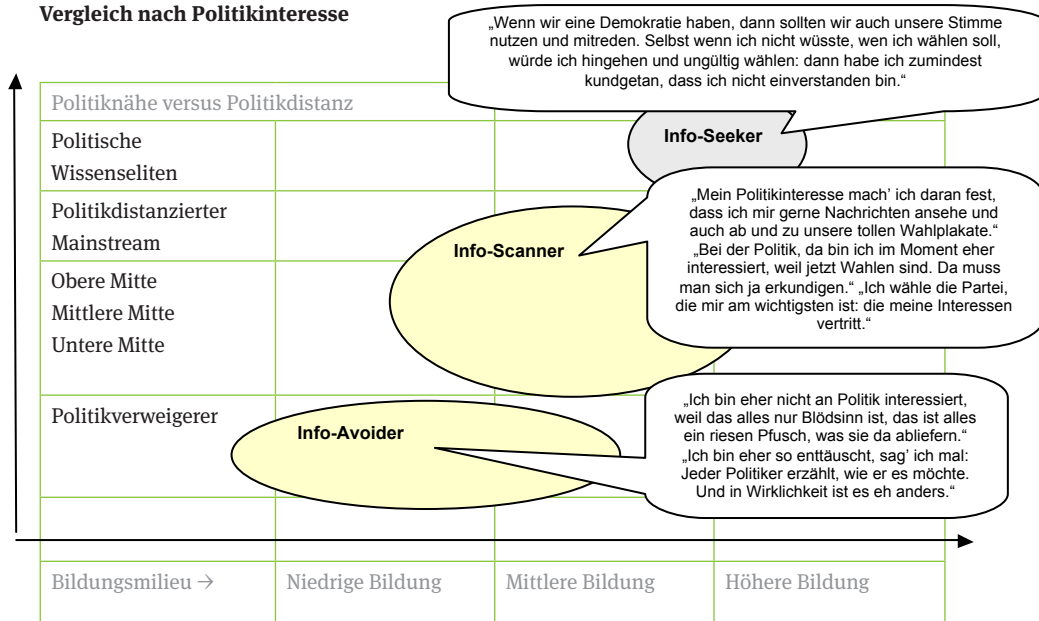 Vergleich nach Politikinteresse
„Wenn wir eine Demokratie haben, dann sollten wir auch unsere Stimme
nutzen und mitreden. Selbst wenn ich nicht wüsste, wen ich wählen soll,
würde ich hingehen und ungültig wählen: dann habe ich zumindest
kundgetan, dass ich nicht einverstanden bin.“
Politiknähe versus Politikdistanz
Politische
Wissenseliten
Info-Seeker
Politikdistanzierter
Mainstream
Info-Scanner
„Mein Politikinteresse mach’ ich daran fest,
dass ich mir gerne Nachrichten ansehe und
auch ab und zu unsere tollen Wahlplakate.“
„Bei der Politik, da bin ich im Moment eher
interessiert, weil jetzt Wahlen sind. Da muss
man sich ja erkundigen.“ „Ich wähle die Partei,
die mir am wichtigsten ist: die meine Interessen
vertritt.“
Obere Mitte
Mittlere Mitte
Untere Mitte
Politikverweigerer
Info-Avoider
„Ich bin eher nicht an Politik interessiert,
weil das alles nur Blödsinn ist, das ist alles
ein riesen Pfusch, was sie da abliefern.“
„Ich bin eher so enttäuscht, sag’ ich mal:
Jeder Politiker erzählt, wie er es möchte.
Und in Wirklichkeit ist es eh anders.“
Bildungsmilieu →
Niedrige Bildung
Mittlere Bildung
Höhere Bildung